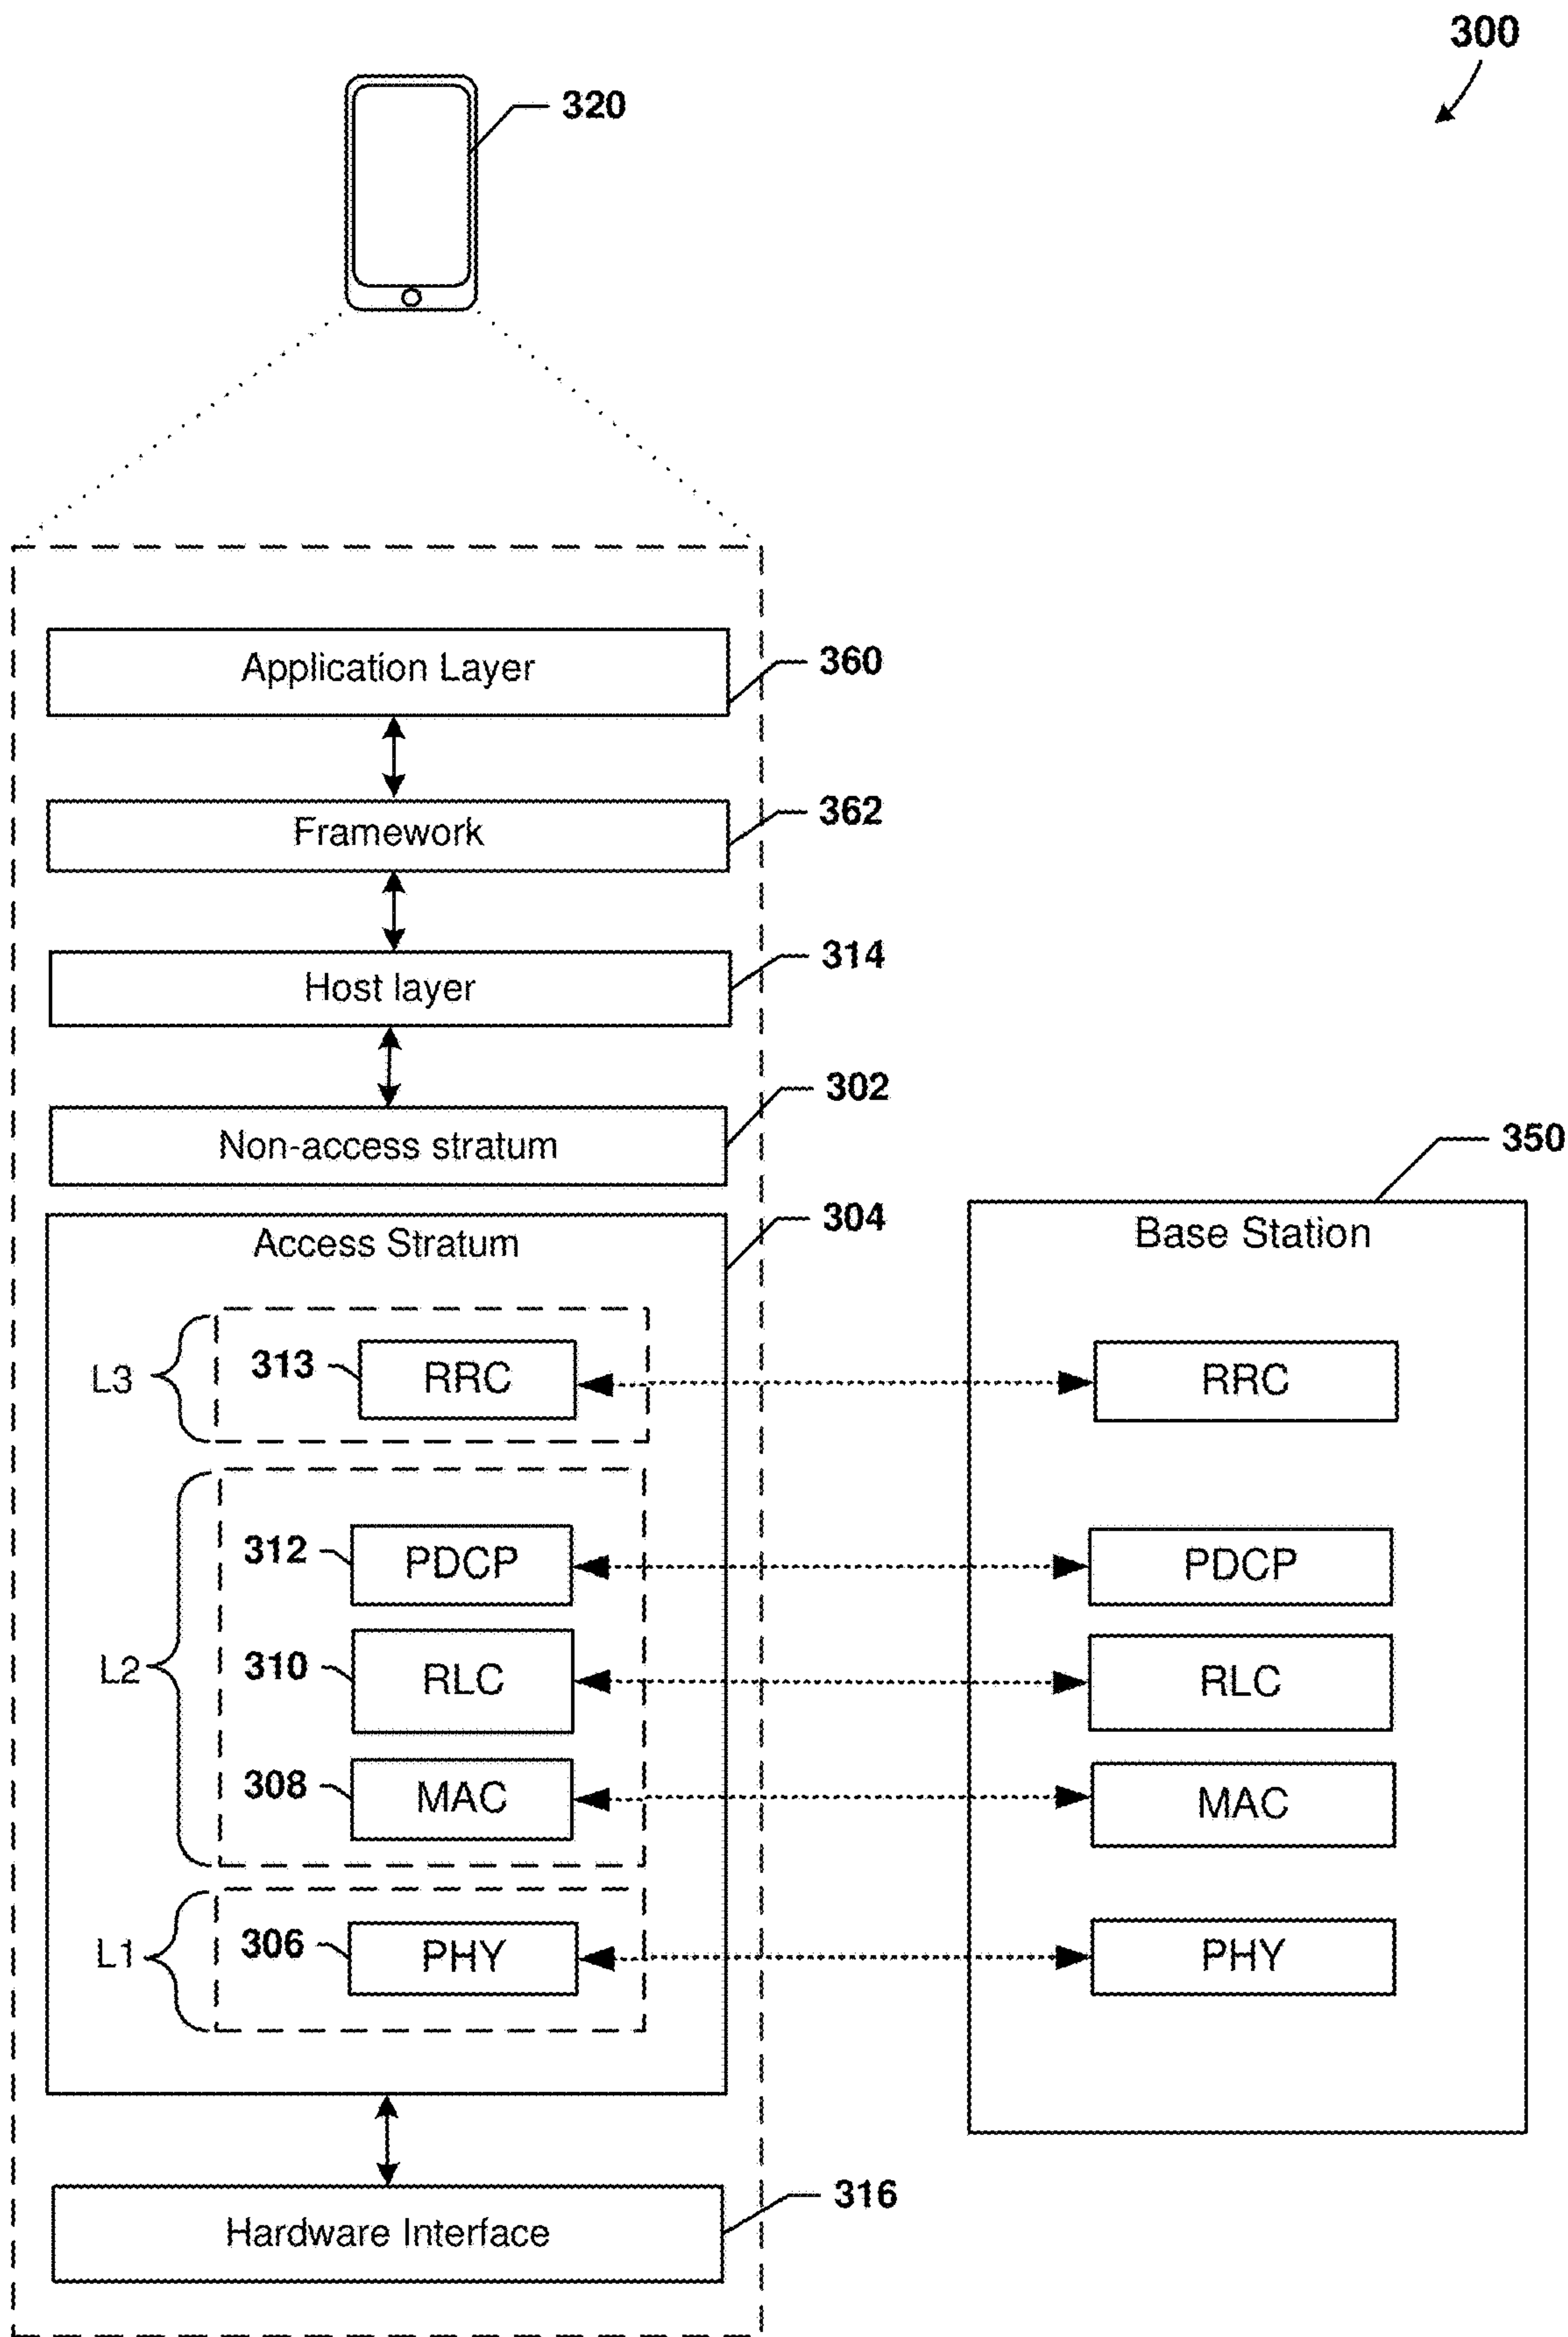 300
320
Application Layer
360
Framework
362
Host layer
314
302
Non-access stratum
350
304
Access Stratum
Base Station
L3
313
RRC
RRC
312
PDCP
PDCP
L2
310
RLC
RLC
308
MAC
MAC
L1
306
PHY
PHY
316
Hardware Interface